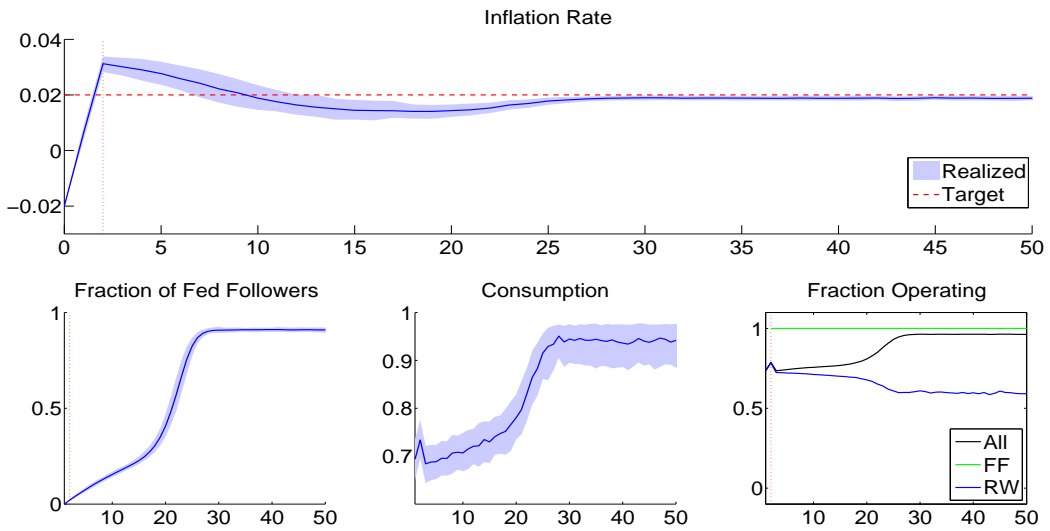 Inflation Rate
0.04
0.02
0
−0.02
0 5 10 15 20 25 30 35 40 45 50
Realized
Target
Fraction of Fed Followers
1
0.5
0
10 20 30 40 50
Consumption
1
0.9
0.8
0.7
10 20 30 40 50
Fraction Operating
1
0.5
0
10 20 30 40 50
All
FF
RW